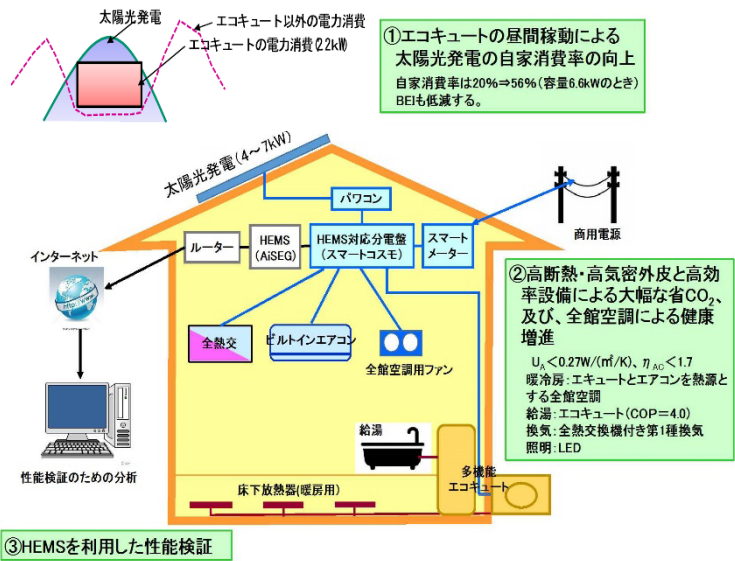 太陽光発電
エコキュート以外の電力消費
エコキュートの電力消費(2.2kW)
①エコキュートの昼間稼動による
太陽光発電の自家消費率の向上
自家消費率は20%⇒56%(容量6.6kWのとき)
BEIも低減する。
太陽光発電(4～7kW)
パワコン
商用電源
インターネット
ルーター
HEMS
(AiSEG)
HEMS対応分電盤
(スマートコスモ)
スマート
メーター
②高断熱・高気密外皮と高効
率設備による大幅な省CO2、
及び、全館空調による健康
増進
UA<0.27W/(㎡/K)、ηAC<1.7
暖冷房:エキュートとエアコンを熱源と
する全館空調
給湯:エコキュート(COP=4.0)
換気:全熱交換機付き第1種換気
照明:LED
全熱交
ビルトインエアコン
全館空調用ファン
給湯
多機能
エコキュート
性能検証のための分析
床下放熱器(暖房用)
③HEMSを利用した性能検証